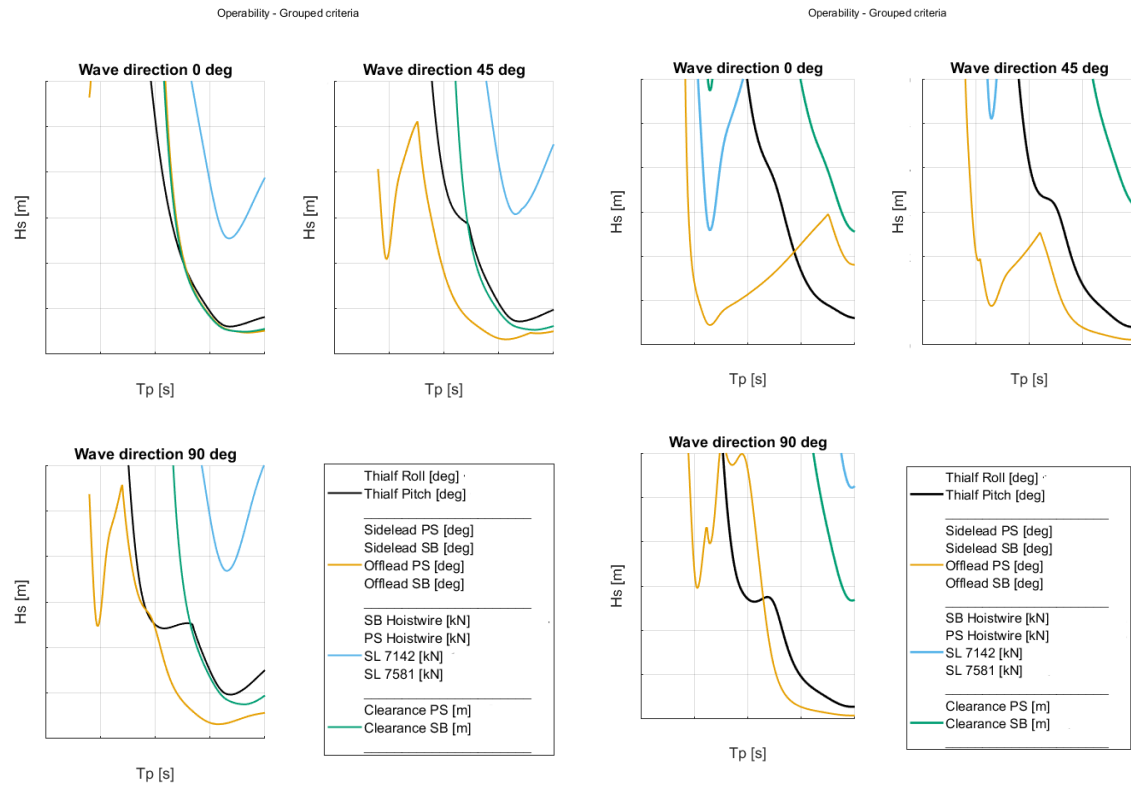 Operability - Grouped criteria
Wave direction 0 deg
Wave direction 45 deg
Hs [m]
Hs [m]
Tp [s]
Tp [s]
Wave direction 90 deg
Hs [m]
Tp [s]
Thialf Roll [deg]
Thialf Pitch [deg]
Sidelead PS [deg]
Sidelead SB [deg]
Offlead PS [deg]
Offlead SB [deg]
SB Hoistwire [kN]
PS Hoistwire [kN]
SL 7142 [kN]
SL 7581 [kN]
Clearance PS [m]
Clearance SB [m]
Operability - Grouped criteria
Wave direction 0 deg
Wave direction 45 deg
Hs [m]
Hs [m]
Tp [s]
Tp [s]
Wave direction 90 deg
Hs [m]
Tp [s]
Thialf Roll [deg]
Thialf Pitch [deg]
Sidelead PS [deg]
Sidelead SB [deg]
Offlead PS [deg]
Offlead SB [deg]
SB Hoistwire [kN]
PS Hoistwire [kN]
SL 7142 [kN]
SL 7581 [kN]
Clearance PS [m]
Clearance SB [m]